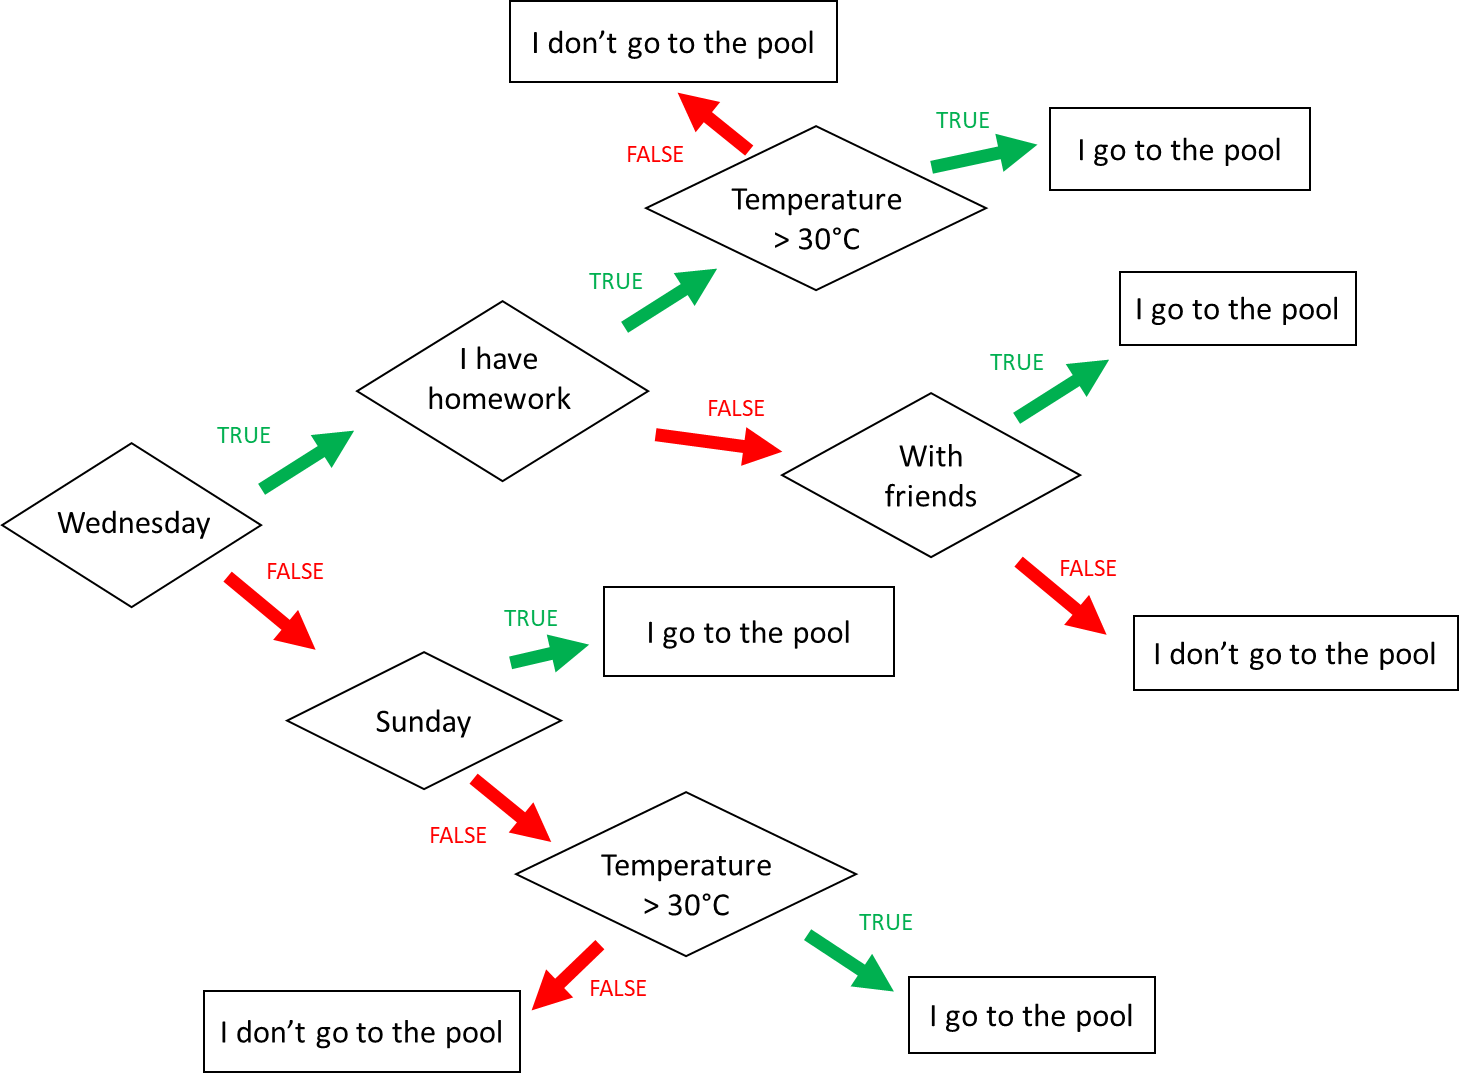 I don’t go to the pool
TRUE
FALSE
I go to the pool
Temperature
> 30°C
TRUE
I go to the pool
I have
homework
TRUE
FALSE
TRUE
With
friends
Wednesday
FALSE
FALSE
TRUE
I go to the pool
I don’t go to the pool
Sunday
FALSE
Temperature
> 30°C
TRUE
FALSE
I go to the pool
I don’t go to the pool